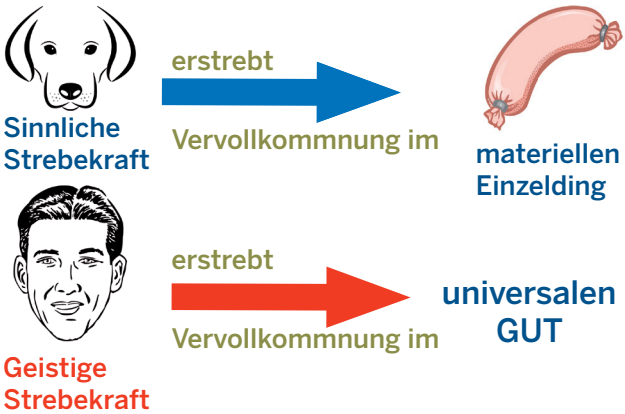 erstrebt
Sinnliche
Strebekraft
Vervollkommnung im
materiellen
Einzelding
erstrebt
universalen
GUT
Vervollkommnung im
Geistige
Strebekraft